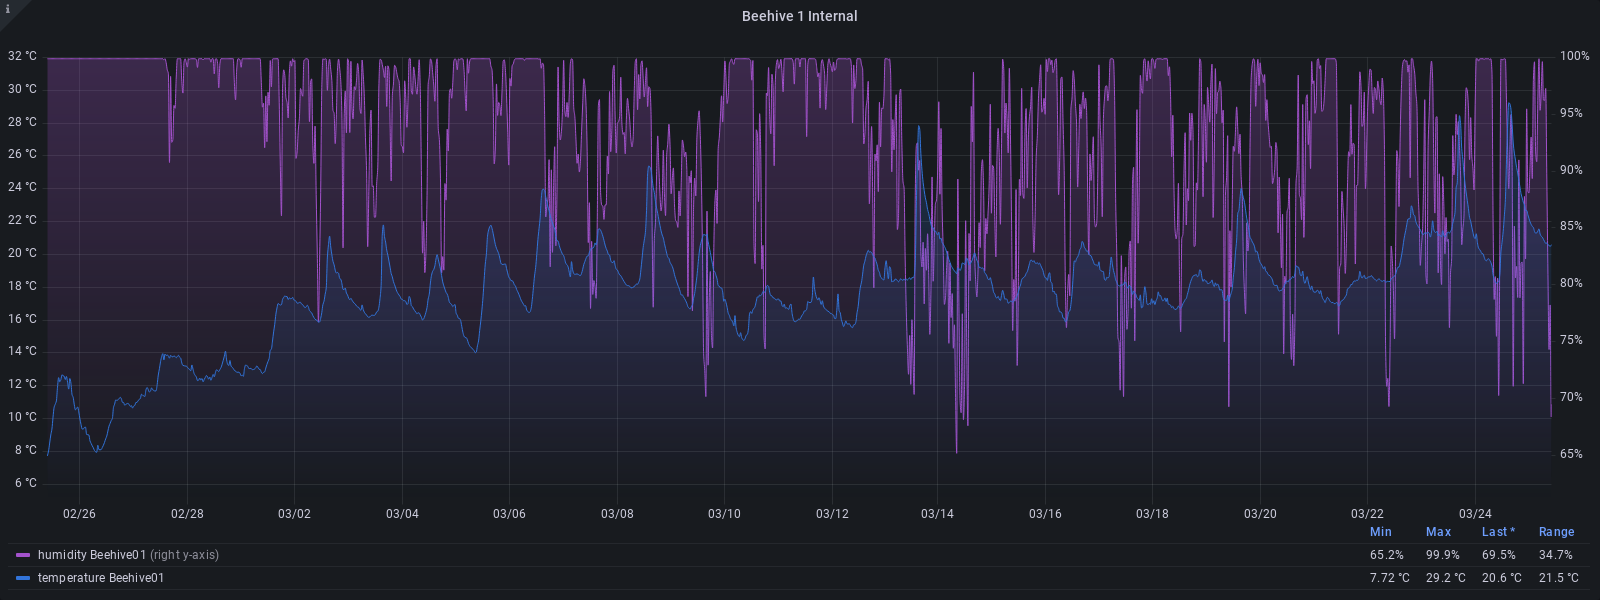 i
Beehive 1 Internal
32 °C 100%
30 °C
28 °C 95%
26 °C
24 °C 90%
22 °C 85%
20 °C
18 °C 80%
16 °C
14 °C 75%
12 °C
10 °C 70%
8 °C 65%
6 °C
02/26 02/28 03/02 03/04 03/06 03/08 03/10 03/12 03/14 03/16 03/18 03/20 03/22 03/24
Min Max Last * Range
humidity Beehive01 (right y-axis) 65.2% 99.9% 69.5% 34.7%
temperature Beehive01 7.72 °C 29.2 °C 20.6 °C 21.5 °C